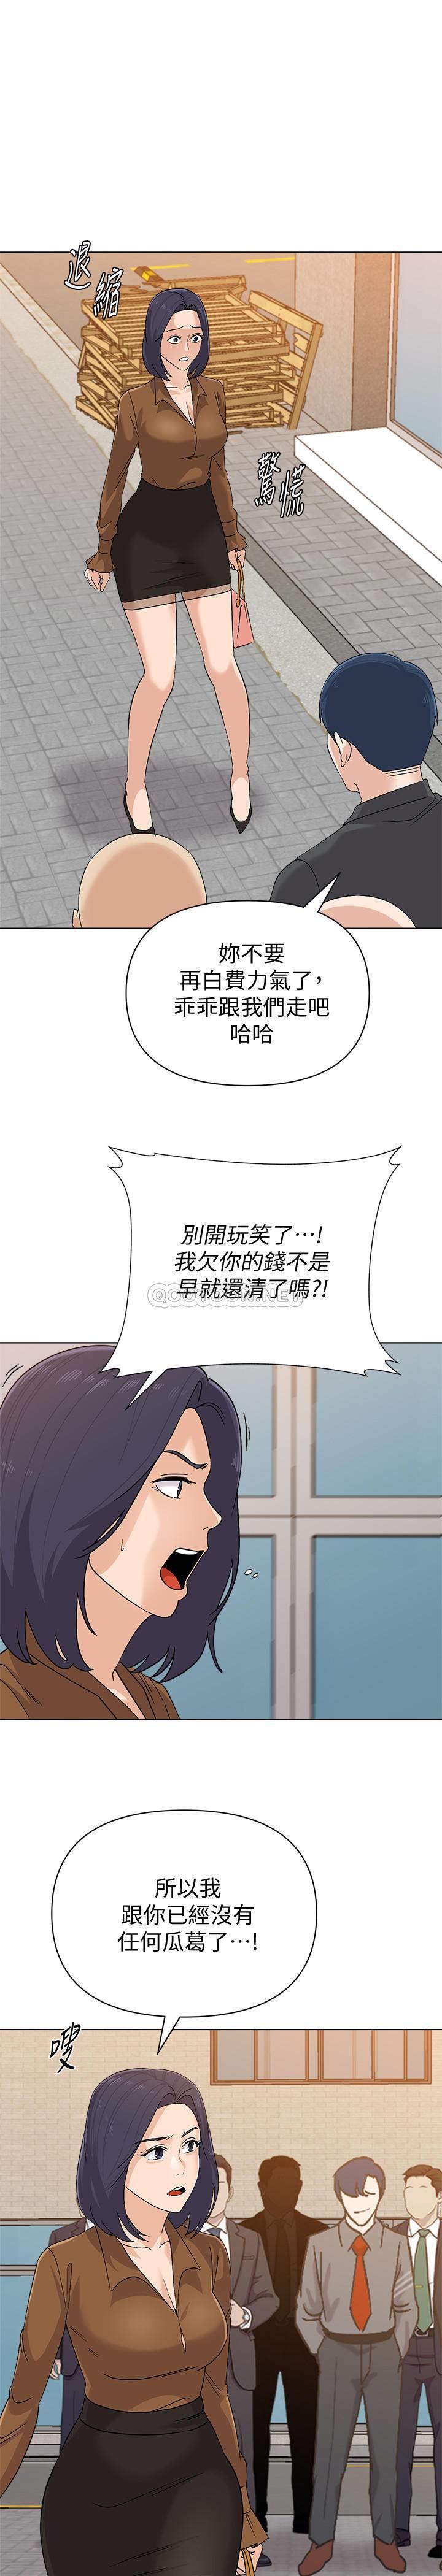 退縮
驚慌
妳不要
再白費力氣了，
乖乖跟我們走吧
哈哈
別開玩笑了…!
我欠你的錢不是
早就還清了嗎?!
所以我
跟你已經沒有
任何瓜葛了…!
嗖